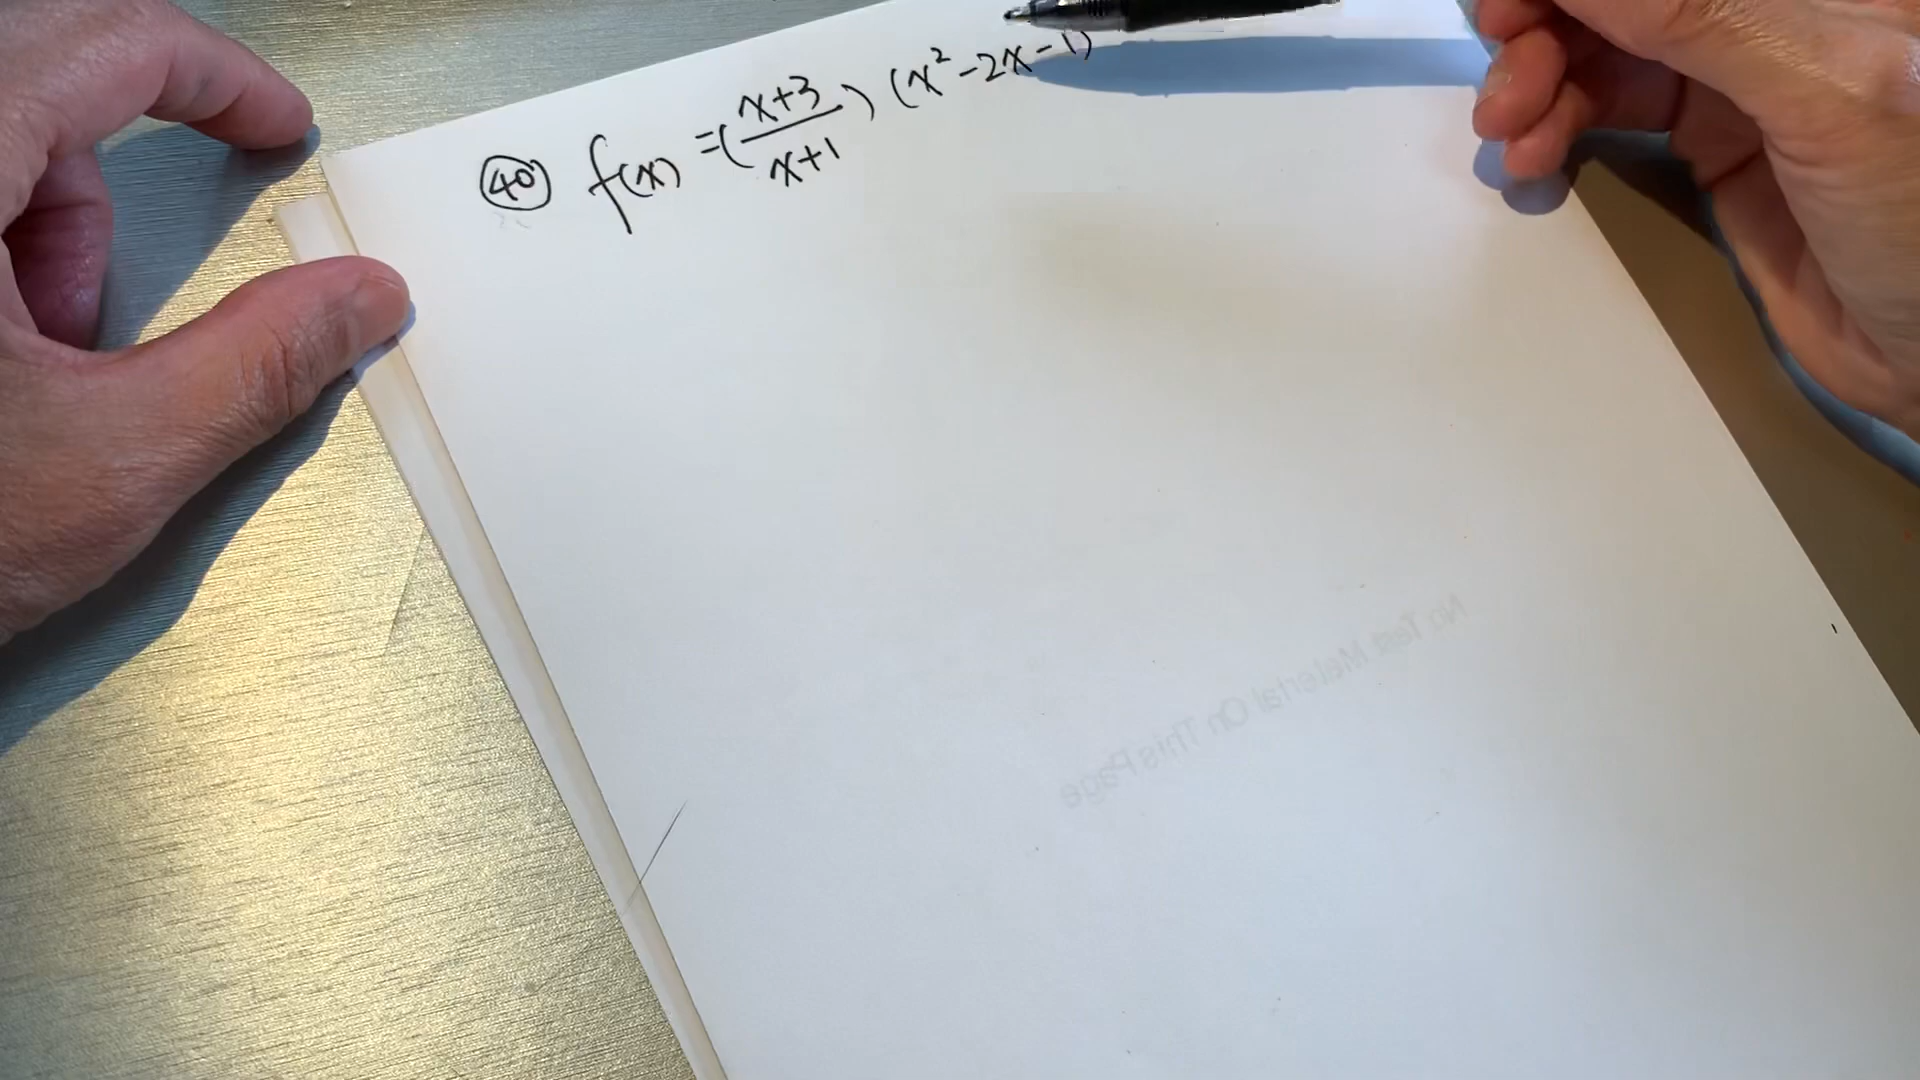 ㊵ f(x) = (x+3/x+1) (x²-2x-1)
No Test Material On This Page